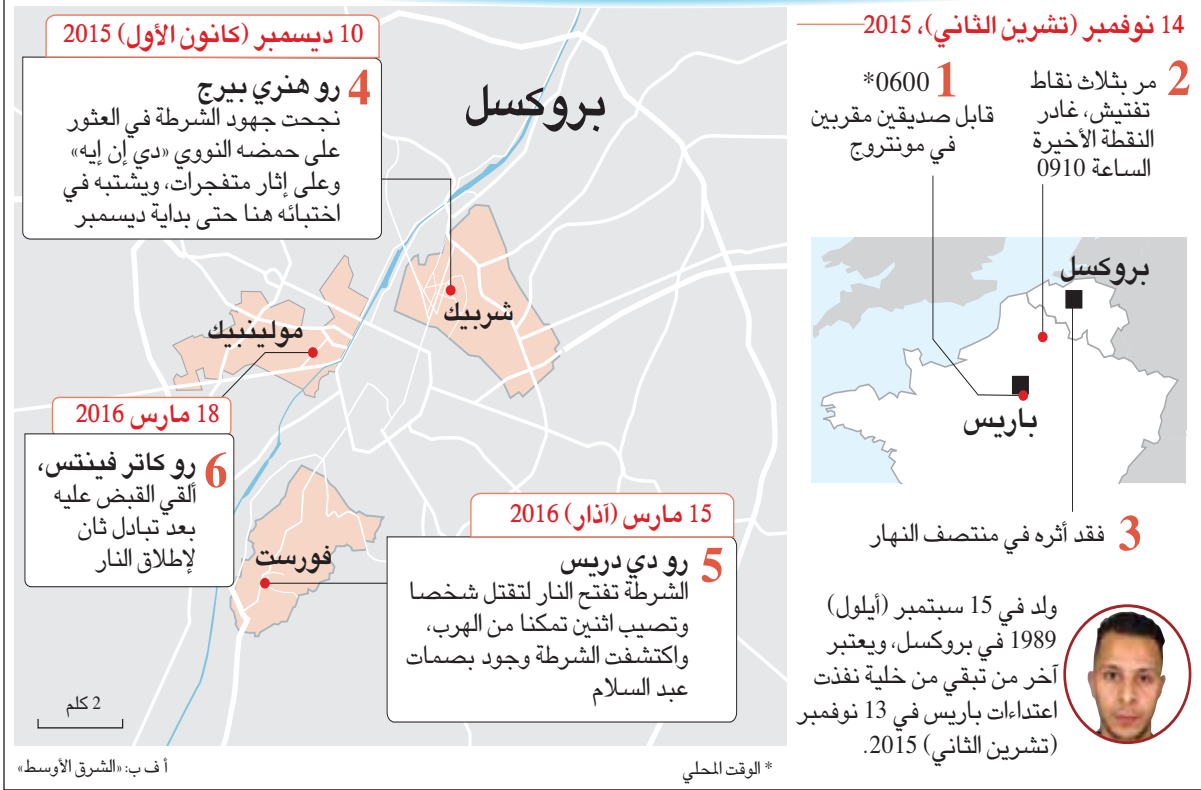 14 نوفمبر (تشرين الثاني)، 2015
1 0600*
قابل صديقين مقربين
في مونتروج
2 مر بثلاث نقاط
تفتيش، غادر
النقطة الأخيرة
الساعة 0910
بروكسل
باريس
3 فقد أثره في منتصف النهار
ولد في 15 سبتمبر (أيلول)
1989 في بروكسل، ويعتبر
آخر من تبقي من خلية نفذت
اعتداءات باريس في 13 نوفمبر
(تشرين الثاني) 2015.
* الوقت المحلي
بروكسل
10 ديسمبر (كانون الأول) 2015
4 رو هنري بيرج
نجحت جهود الشرطة في العثور
على حمضه النووي «دي إن إيه»
وعلى إثار متفجرات، ويشتبه في
اختبائه هنا حتى بداية ديسمبر
شربيك
مولينبيك
فورست
15 مارس (آذار) 2016
5 رو دي دريس
الشرطة تفتح النار لتقتل شخصا
وتصيب اثنين تمكنا من الهرب،
واكتشفت الشرطة وجود بصمات
عبد السلام
18 مارس 2016
6 رو كاتر فينتس،
ألقي القبض عليه
بعد تبادل ثان
لإطلاق النار
2 كلم
أ ف ب: «الشرق الأوسط»